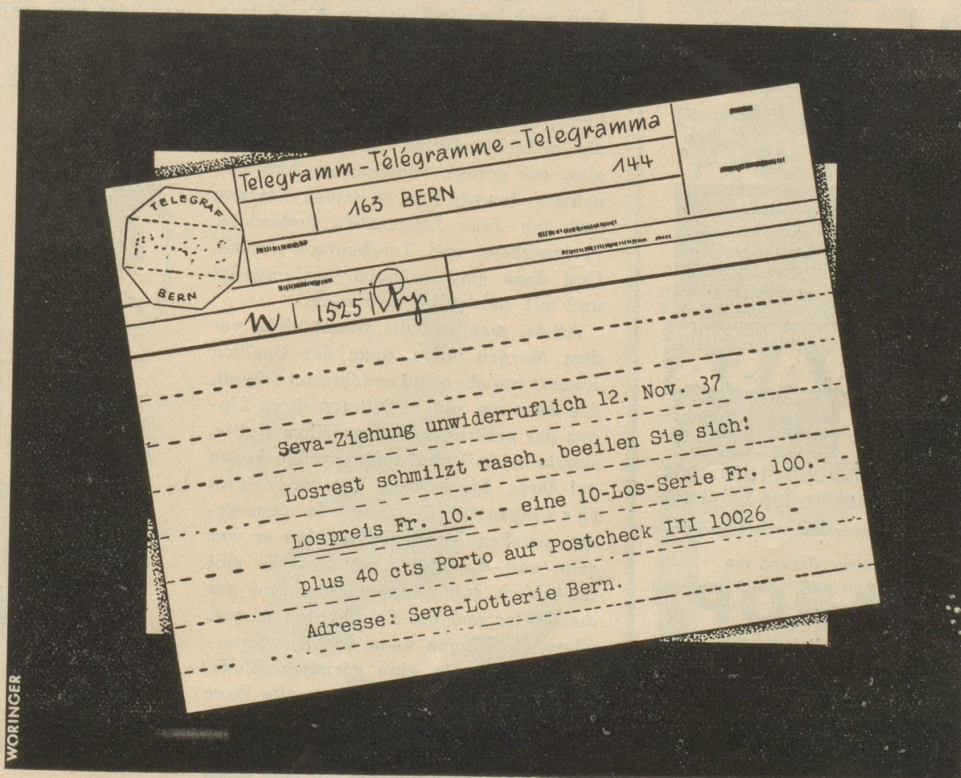 Telegramm-Télégramme-Telegramma
163 BERN 144
TELEGRAF
BERN
N 1525
Seva-Ziehung unwiderruflich 12. Nov. 37
Losrest schmilzt rasch, beeilen Sie sich!
Lospreis Fr. 10.- - eine 10-Los-Serie Fr. 100.- -
plus 40 cts Porto auf Postcheck III 10026 -
Adresse: Seva-Lotterie Bern.
WORINGER